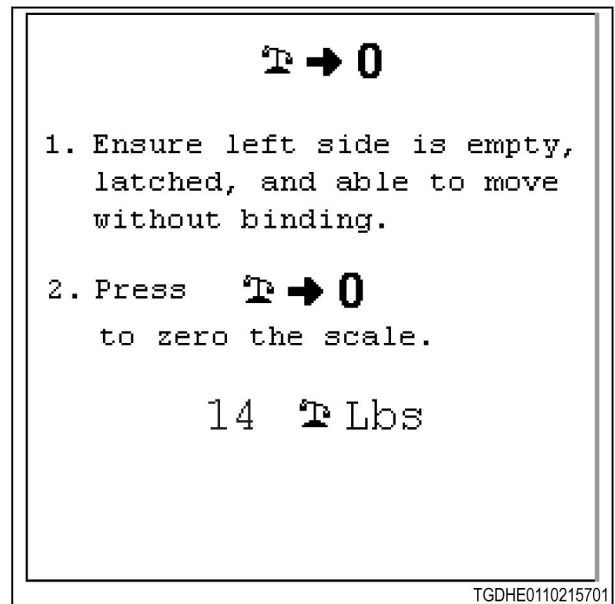 → 0
1. Ensure left side is empty,
latched, and able to move
without binding.
2. Press → 0
to zero the scale.
14 Lbs
TGDHE0110215701